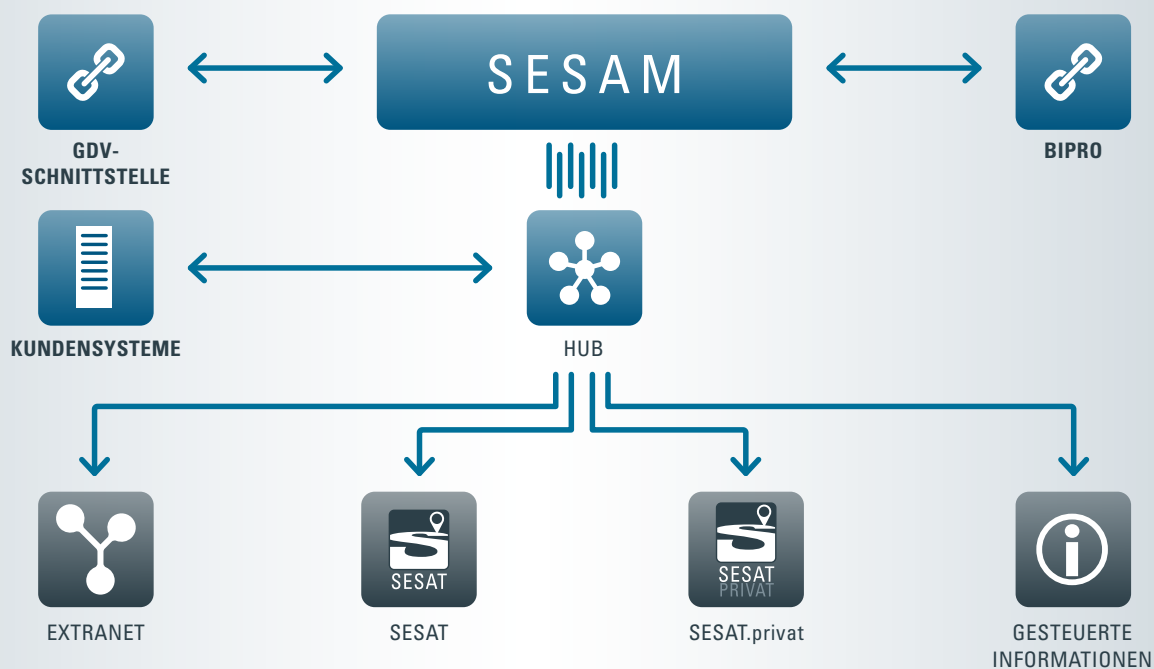 SESAM
GDV-
SCHNITTSTELLE
BIPRO
KUNDENSYSTEME
HUB
SESAT
SESAT
PRIVAT
EXTRANET
SESAT
SESAT.privat
GESTEUERTE
INFORMATIONEN